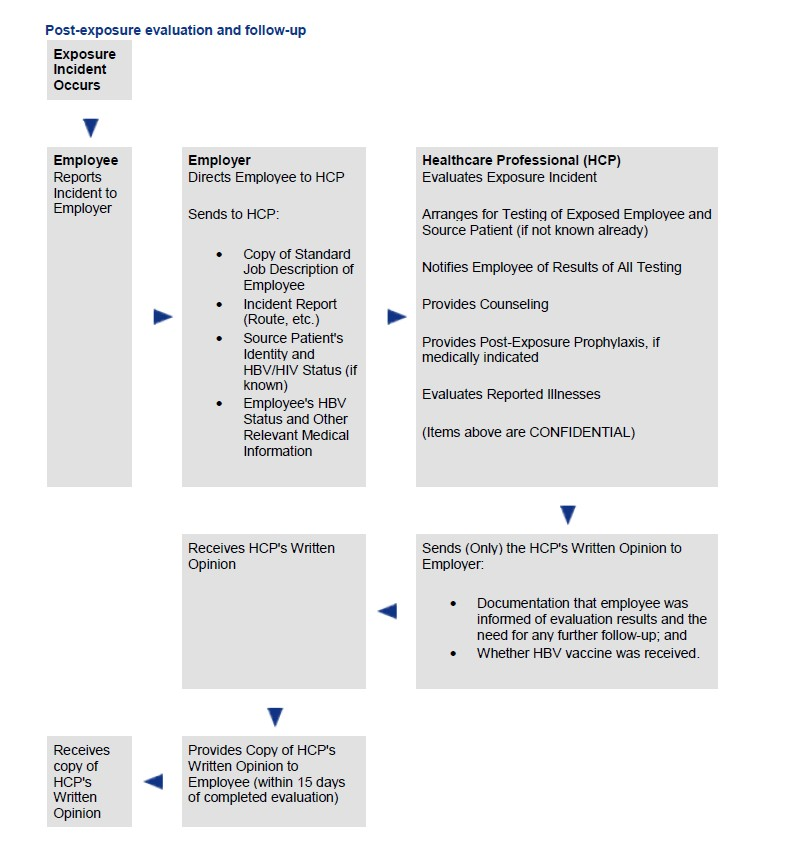 Post-exposure evaluation and follow-up
Exposure
Incident
Occurs
Employee
Reports
Incident to
Employer
Employer
Directs Employee to HCP
Sends to HCP:
• Copy of Standard
Job Description of
Employee
• Incident Report
(Route, etc.)
• Source Patient's
Identity and
HBV/HIV Status (if
known)
• Employee's HBV
Status and Other
Relevant Medical
Information
Healthcare Professional (HCP)
Evaluates Exposure Incident
Arranges for Testing of Exposed Employee and
Source Patient (if not known already)
Notifies Employee of Results of All Testing
Provides Counseling
Provides Post-Exposure Prophylaxis, if
medically indicated
Evaluates Reported Illnesses
(Items above are CONFIDENTIAL)
Sends (Only) the HCP's Written Opinion to
Employer:
• Documentation that employee was
informed of evaluation results and the
need for any further follow-up; and
• Whether HBV vaccine was received.
Receives HCP's Written
Opinion
Provides Copy of HCP's
Written Opinion to
Employee (within 15 days
of completed evaluation)
Receives
copy of
HCP's
Written
Opinion